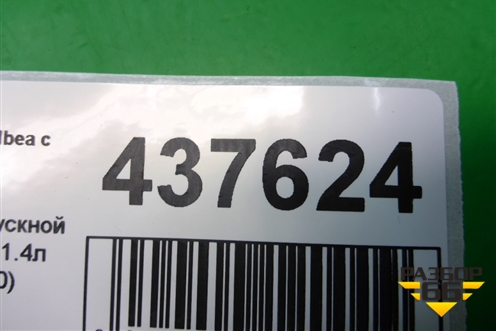 lbea с
437624
ускной
1.4л
0)
РАЗБОР
66